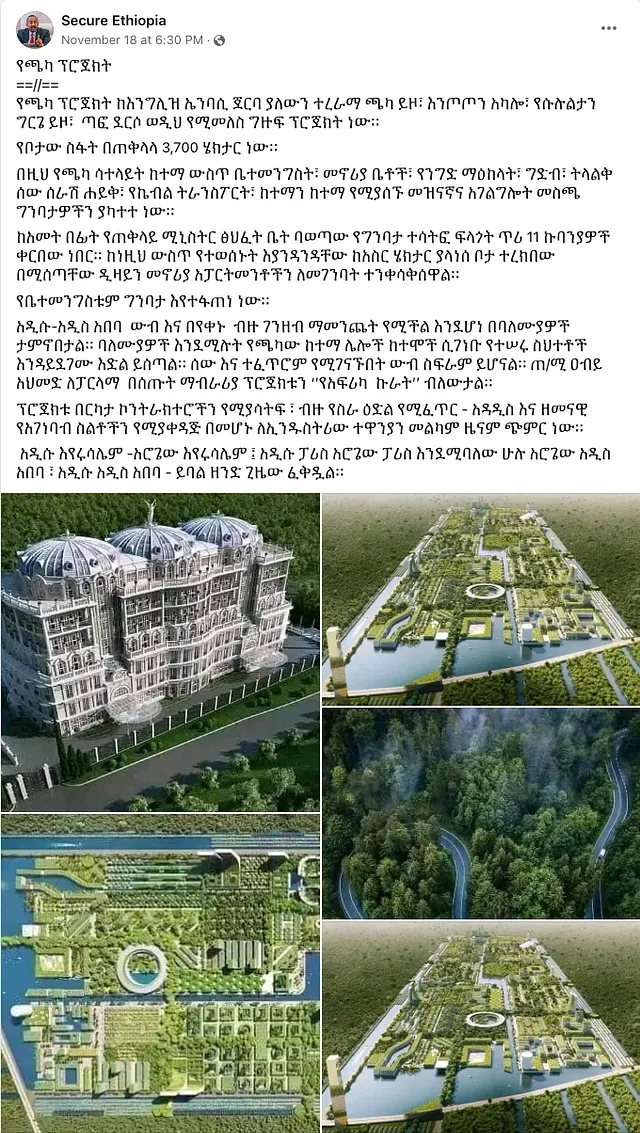 Secure Ethiopia
November 18 at 6:30 PM ·
የጫካ ፕሮጀክት
==//==
የጫካ ፕሮጀክት ከእንግሊዝ ኤንባሲ ጀርባ ያለውን ተረራማ ጫካ ይዞ፣ እንጦጦን አካሎ፣ የሱሉልታን
ግርጌ ይዞ፣ ጣፎ ደርሶ ወዲህ የሚመለስ ግዙፍ ፕሮጀክት ነው።
የቦታው ስፋት በጠቅላላ 3,700 ሄክታር ነው።
በዚህ የጫካ ሳተላይት ከተማ ውስጥ ቤተመንግስት፣ መኖሪያ ቤቶች፣ የንግድ ማዕከላት፣ ግድብ፣ ትላልቅ
ሰው ሰራሽ ሐይቅ፣ የኬብል ትራንስፖርት፣ ከተማን ከተማ የሚያሰኙ መዝናኛና አገልግሎት መስጫ
ግንባታዎችን ያካተተ ነው።
ከአመት በፊት የጠቅላይ ሚኒስትር ፅህፈት ቤት ባወጣው የግንባታ ተሳትፎ ፍላጎት ጥሪ 11 ኩባንያዎች
ቀርበው ነበር። ከነዚህ ውስጥ የተወሰኑት እያንዳንዳቸው ከአስር ሄክታር ያላነሰ ቦታ ተረክበው
በሚሰጣቸው ዲዛይን መኖሪያ አፓርትመንቶችን ለመገንባት ተንቀሳቅሰዋል።
የቤተመንግስቱም ግንባታ እየተፋጠነ ነው።
አዲሱ-አዲስ አበባ ውብ እና በየቀኑ ብዙ ገንዘብ ማመንጨት የሚችል እንደሆነ በባለሙያዎች
ታምኖበታል። ባለሙያዎች እንደሚሉት የጫካው ከተማ ሌሎች ከተሞች ሲገነቡ የተሠሩ ስህተቶች
እንዳይደገሙ እድል ይሰጣል። ሰው እና ተፈጥሮም የሚገናኙበት ውብ ስፍራም ይሆናል። ጠ/ሚ ዐብይ
አህመድ ለፓርላማ በሰጡት ማብራሪያ ፕሮጀክቱን ‘‘የአፍሪካ ኩራት’’ ብለውታል።
ፕሮጀክቱ በርካታ ኮንትራክተሮችን የሚያሳትፍ ፣ ብዙ የስራ ዕድል የሚፈጥር - አዳዲስ እና ዘመናዊ
የአገነባብ ስልቶችን የሚያቀዳጅ በመሆኑ ለኢንዱስትሪው ተዋንያን መልካም ዜናም ጭምር ነው።
አዲሱ እየሩሳሌም -አሮጌው እየሩሳሌም ፤ አዲሱ ፓሪስ አሮጌው ፓሪስ እንደሚባለው ሁሉ አሮጌው አዲስ
አበባ ፣ አዲሱ አዲስ አበባ - ይባል ዘንድ ጊዜው ፈቅዷል።